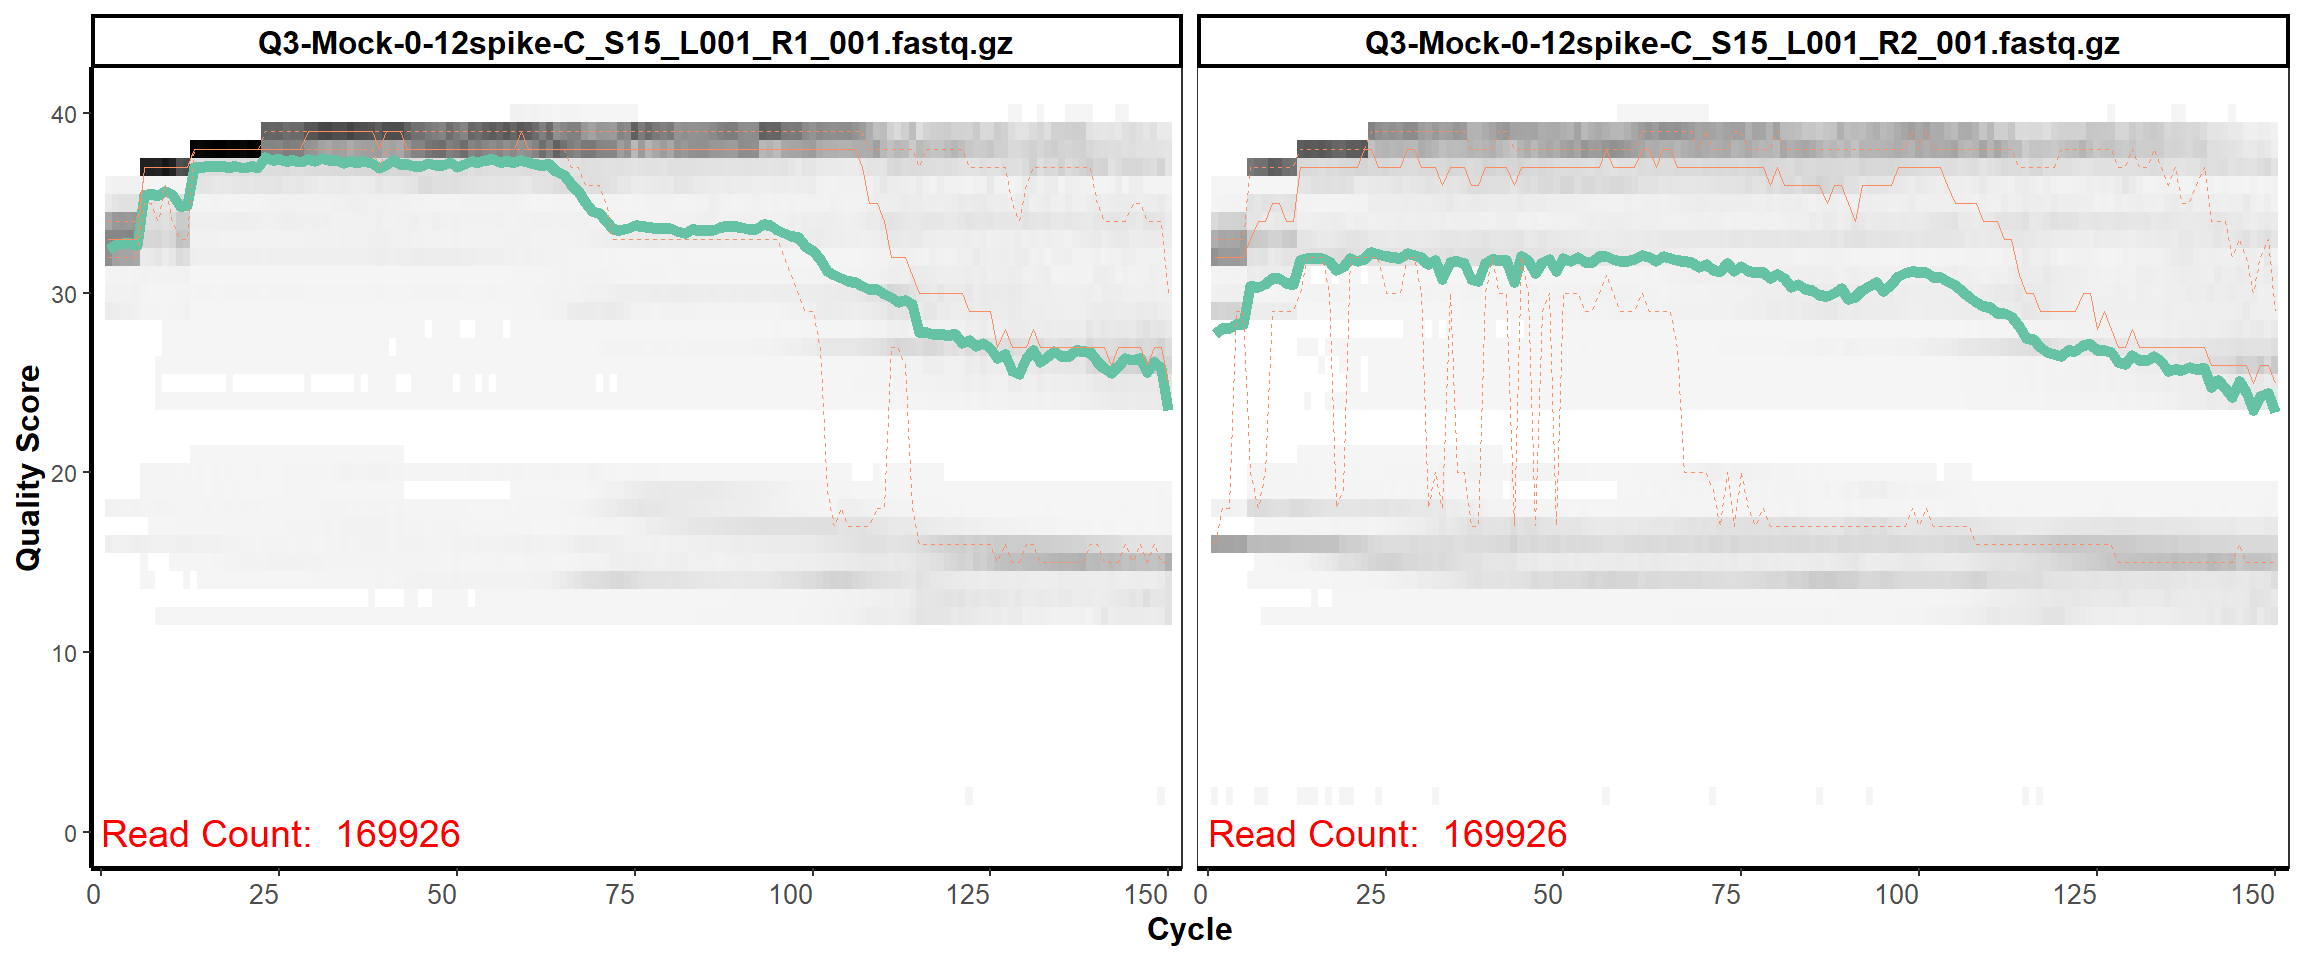 Q3-Mock-0-12spike-C_S15_L001_R1_001.fastq.gz
Q3-Mock-0-12spike-C_S15_L001_R2_001.fastq.gz
Quality Score
40
30
20
10
0
Read Count: 169926
Read Count: 169926
0 25 50 75 100 125 150
0 25 50 75 100 125 150
Cycle